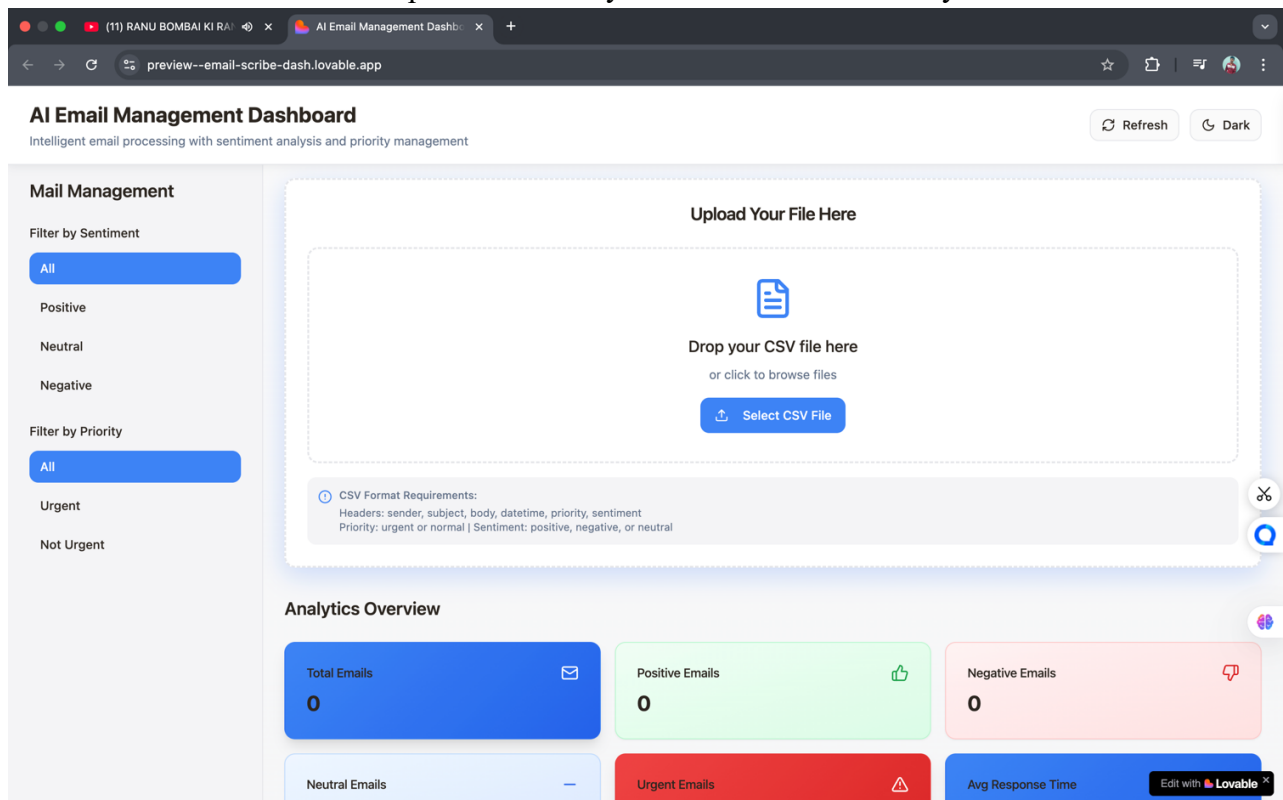 (11) RANU BOMBAI KI RAN
AI Email Management Dashbo
preview--email-scribe-dash.lovable.app
AI Email Management Dashboard
Intelligent email processing with sentiment analysis and priority management
Refresh
Dark
Mail Management
Filter by Sentiment
All
Positive
Neutral
Negative
Filter by Priority
All
Urgent
Not Urgent
Upload Your File Here
Drop your CSV file here
or click to browse files
Select CSV File
CSV Format Requirements:
Headers: sender, subject, body, datetime, priority, sentiment
Priority: urgent or normal | Sentiment: positive, negative, or neutral
Analytics Overview
Total Emails
0
Positive Emails
0
Negative Emails
0
Neutral Emails
Urgent Emails
Avg Response Time
Edit with Lovable